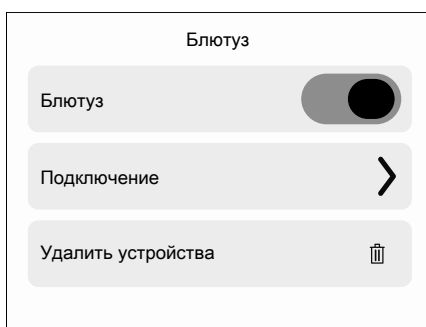 Блютуз
Блютуз
Подключение
Удалить устройства